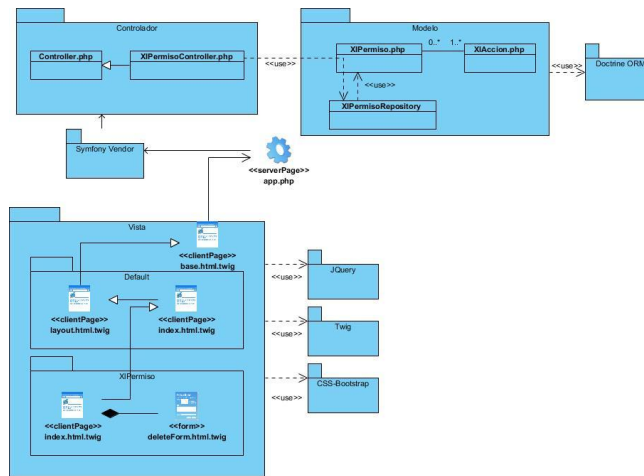 Controlador
Controller.php
XIPermisoController.php
<<use>>
Modelo
XIPermiso.php
0..*
1..*
XIAccion.php
<<use>>
XIPermisoRepository
<<use>>
Doctrine ORM
Symfony Vendor
<<serverPage>>
app.php
Vista
<<clientPage>>
base.html.twig
Default
<<clientPage>>
layout.html.twig
<<clientPage>>
index.html.twig
<<use>>
JQuery
<<use>>
Twig
XIPermiso
<<clientPage>>
index.html.twig
<<form>>
deleteForm.html.twig
<<use>>
CSS-Bootstrap